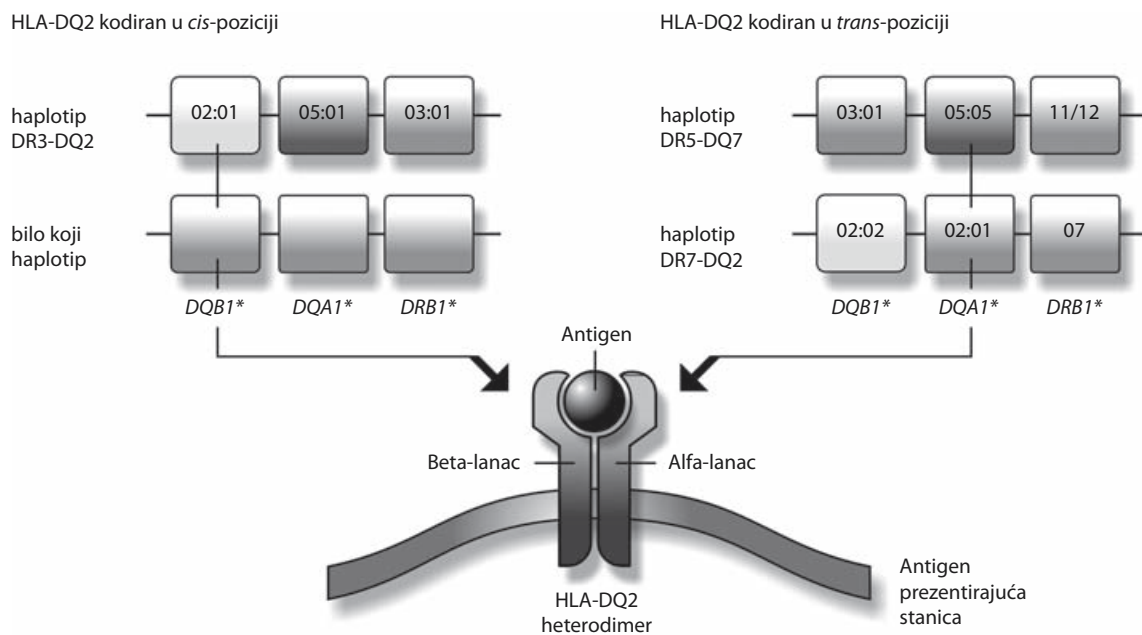 HLA-DQ2 kodiran u cis-poziciji
haplotip
DR3-DQ2
02:01 05:01 03:01
bilo koji
haplotip
DQB1* DQA1* DRB1*
HLA-DQ2 kodiran u trans-poziciji
haplotip
DR5-DQ7
03:01 05:05 11/12
haplotip
DR7-DQ2
02:02 02:01 07
DQB1* DQA1* DRB1*
Antigen
Beta-lanac
Alfa-lanac
HLA-DQ2
heterodimer
Antigen
prezentirajuća
stanica